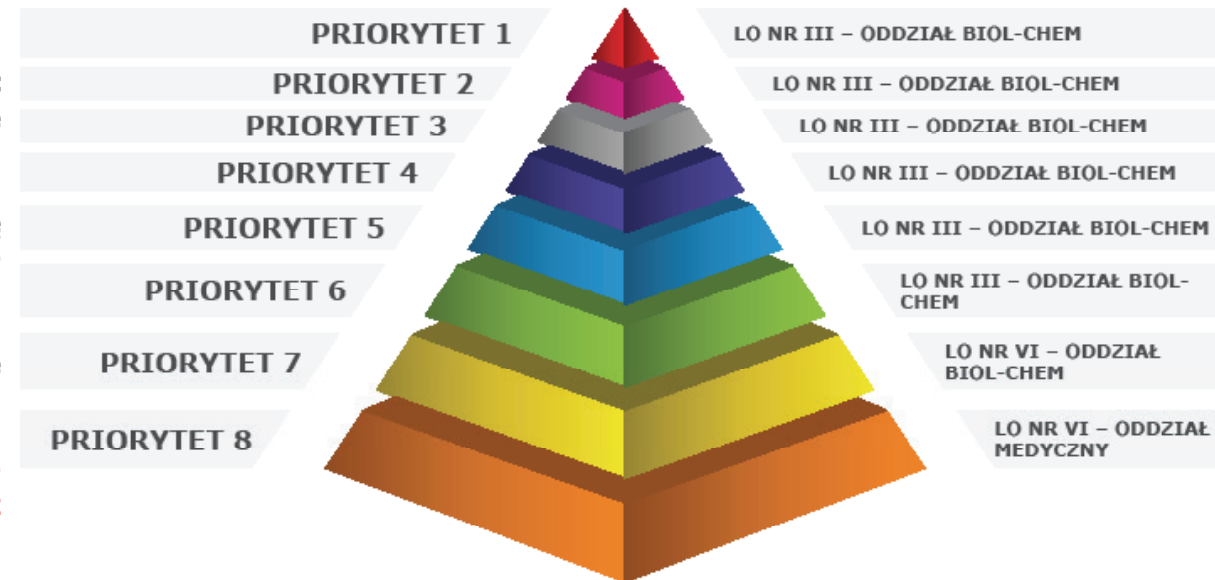 PRIORYTET 1
LO NR III – ODDZIAŁ BIOL-CHEM
PRIORYTET 2
LO NR III – ODDZIAŁ BIOL-CHEM
PRIORYTET 3
LO NR III – ODDZIAŁ BIOL-CHEM
PRIORYTET 4
LO NR III – ODDZIAŁ BIOL-CHEM
PRIORYTET 5
LO NR III – ODDZIAŁ BIOL-CHEM
PRIORYTET 6
LO NR III – ODDZIAŁ BIOL-
CHEM
PRIORYTET 7
LO NR VI – ODDZIAŁ
BIOL-CHEM
PRIORYTET 8
LO NR VI – ODDZIAŁ
MEDYCZNY